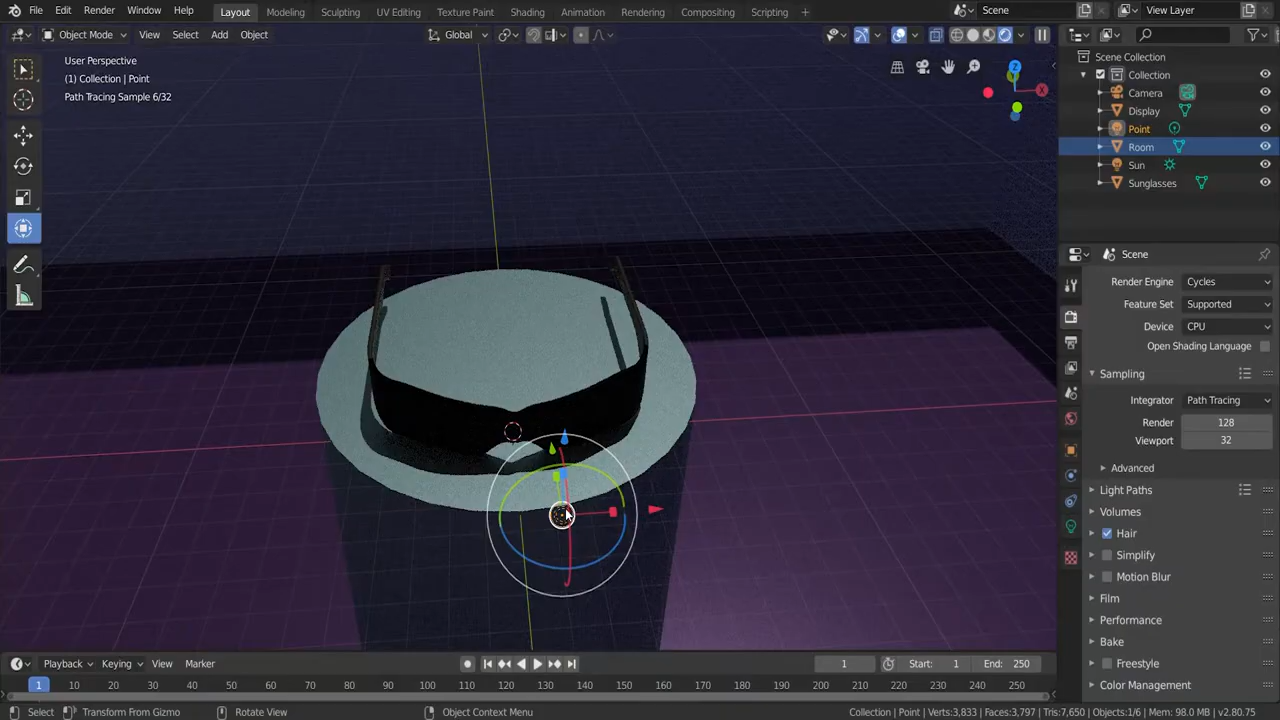 File Edit Render Window Help Layout Modeling Sculpting UV Editing Texture Paint Shading Animation Rendering Compositing Scripting + Scene View Layer
Object Mode View Select Add Object Global
User Perspective
(1) Collection | Point
Path Tracing Sample 6/32
X
Z
Scene Collection
Collection
Camera
Display
Point
Room
Sun
Sunglasses
Scene
Render Engine Cycles
Feature Set Supported
Device CPU
Open Shading Language
Sampling
Integrator Path Tracing
Render 128
Viewport 32
Advanced
Light Paths
Volumes
Hair
Simplify
Motion Blur
Film
Performance
Bake
Freestyle
Color Management
Playback Keying View Marker 1 Start: 1 End: 250
1 10 20 30 40 50 60 70 80 90 100 110 120 130 140 150 160 170 180 190 200 210 220 230 240 250
Select Transform From Gizmo Rotate View Object Context Menu Collection | Point | Verts:3,833 | Faces:3,797 | Tris:7,650 | Objects:1/6 | Mem: 98.0 MB | v2.80.75